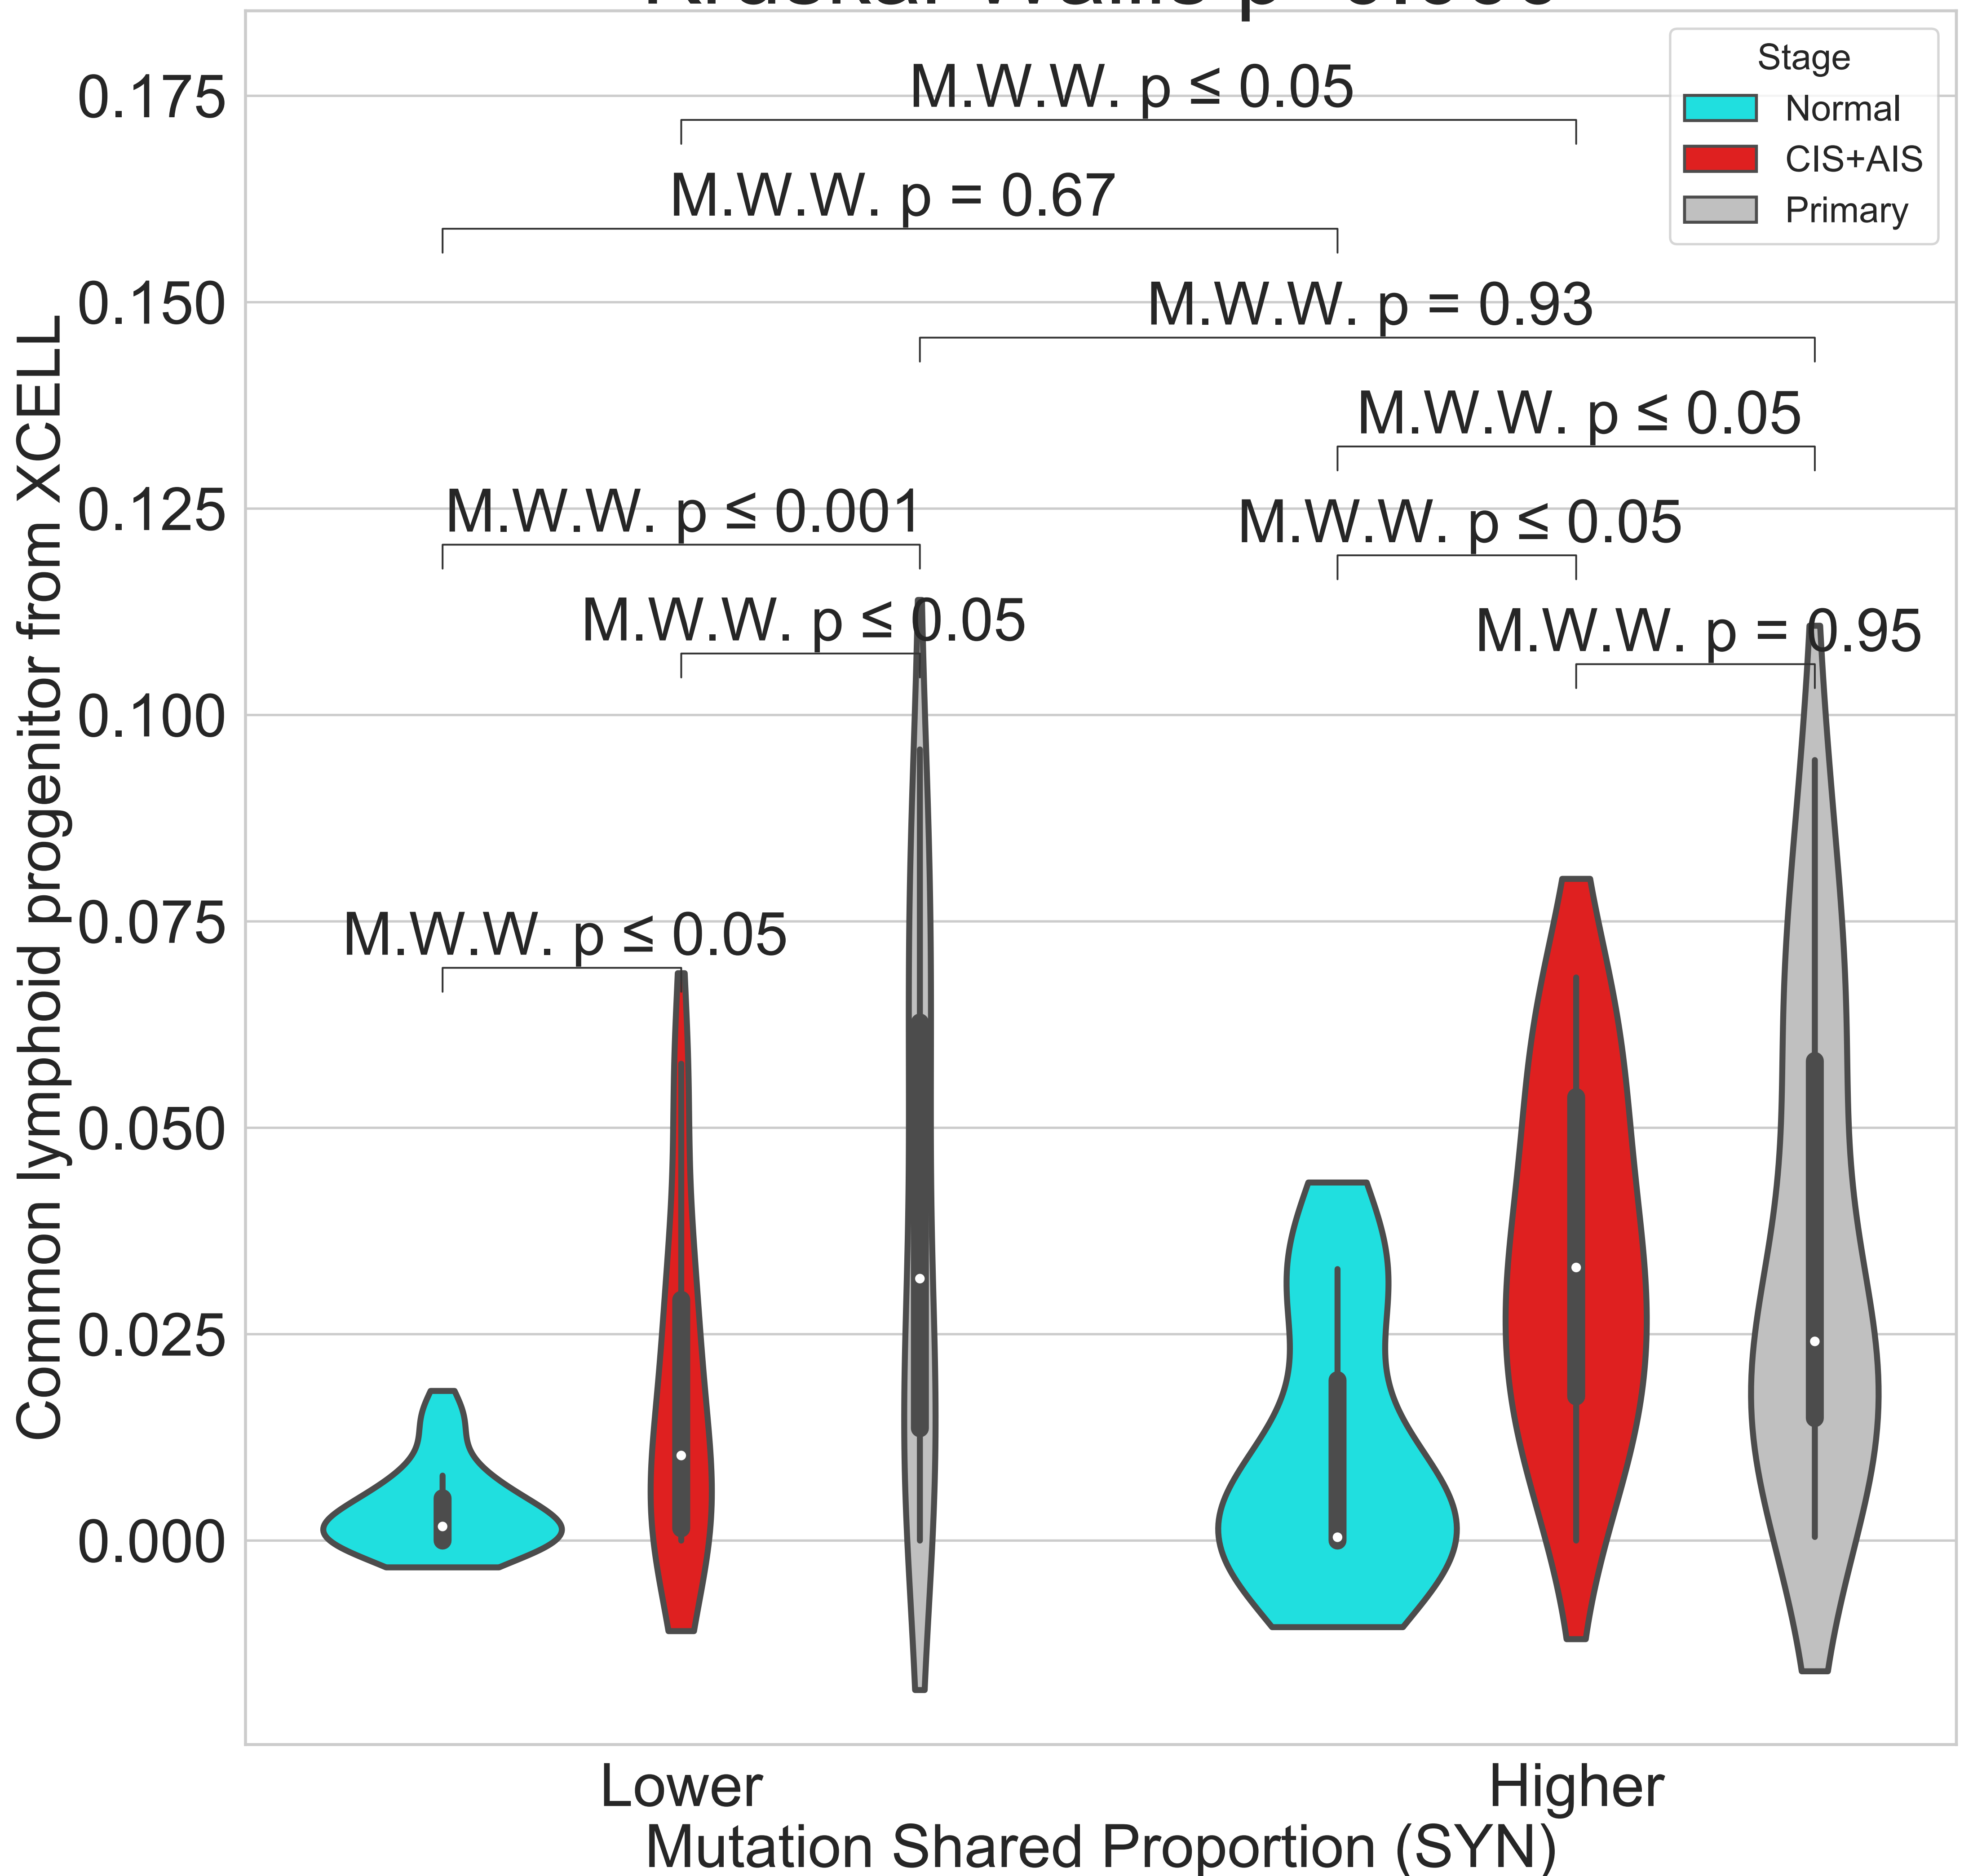 Stage
Normal
CIS+AIS
Primary
M.W.W. p ≤ 0.05
M.W.W. p = 0.67
M.W.W. p = 0.93
M.W.W. p ≤ 0.05
M.W.W. p ≤ 0.001
M.W.W. p ≤ 0.05
M.W.W. p ≤ 0.05
M.W.W. p = 0.95
M.W.W. p ≤ 0.05
0.175
0.150
0.125
0.100
0.075
0.050
0.025
0.000
Common lymphoid progenitor from XCELL
Lower
Higher
Mutation Shared Proportion (SYN)